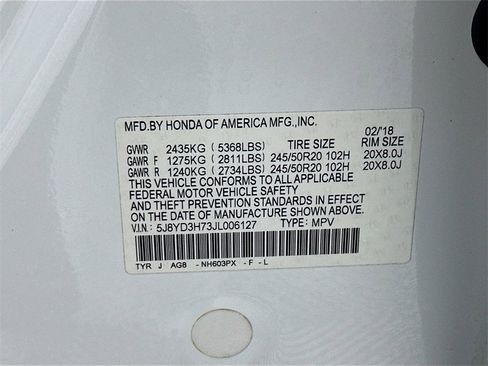 MFD.BY HONDA OF AMERICA MFG.,INC. 02/'18
TIRE SIZE RIM SIZE
GVWR 2435KG ( 5368LBS)
GAWR F 1275KG ( 2811LBS) 245/50R20 102H 20X8.0J
GAWR R 1240KG ( 2734LBS) 245/50R20 102H 20X8.0J
THIS VEHICLE CONFORMS TO ALL APPLICABLE
FEDERAL MOTOR VEHICLE SAFETY
AND THEFT PREVENTION STANDARDS IN EFFECT
ON THE DATE OF MANUFACTURE SHOWN ABOVE.
V.I.N.: 5J8YD3H73JL006127 TYPE: MPV
TYR J AG8 - NH603PX - F - L